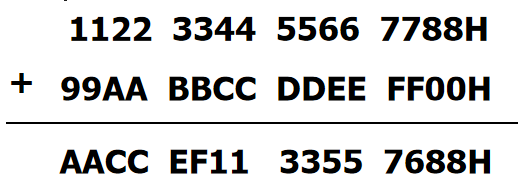 1122 3344 5566 7788H
+ 99AA BBCC DDEE FF00H
AACC EF11 3355 7688H